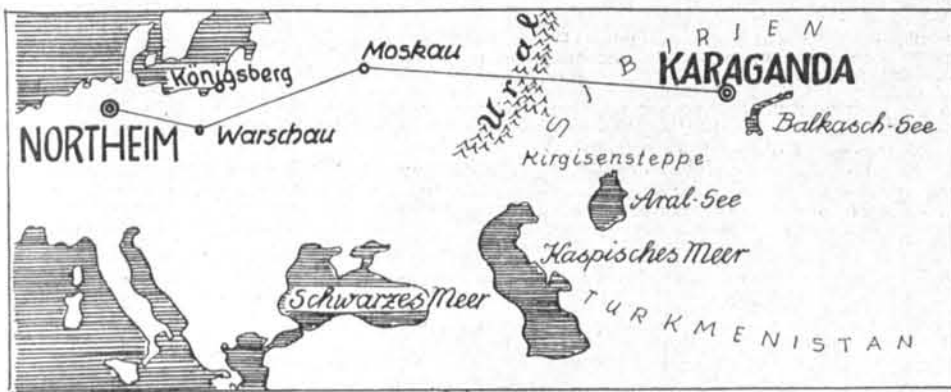 SIBIRIEN
Ural
Moskau
KARAGANDA
Königsberg
NORTHEIM
Warschau
Balkasch-See
Kirgisensteppe
Aral-See
Kaspisches Meer
Schwarzes Meer
TURKMENISTAN